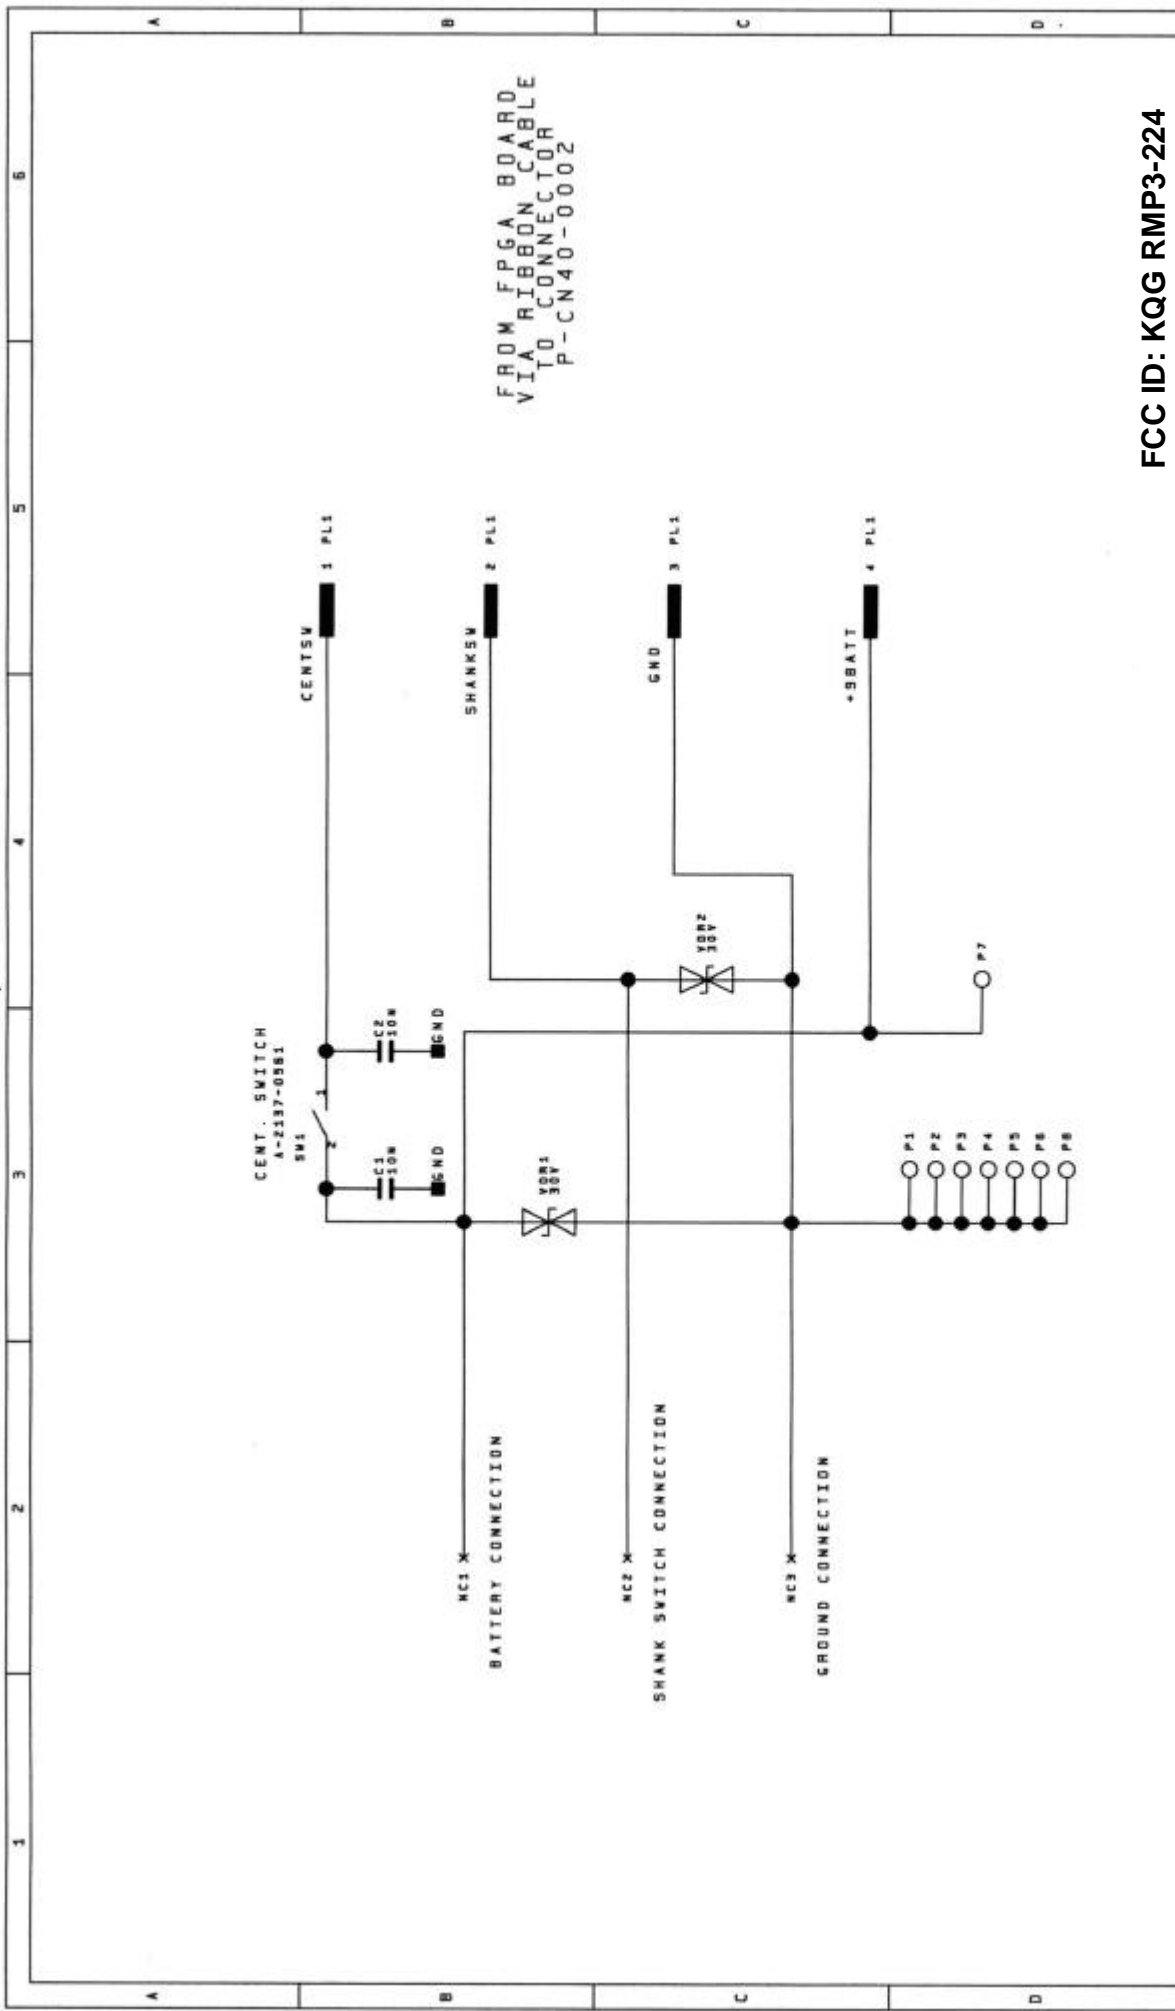 1
2
3
4
5
6
A
B
C
D
CENT. SWITCH
A-2137-0551
SW1
2
1
C1
10N
GND
C2
10N
GND
CENTSW
1 PL1
SHANKSW
2 PL1
GND
3 PL1
+9BATT
4 PL1
FROM FPGA BOARD
VIA RIBBON CABLE
TO CONNECTOR
P-CN40-0002
NC1
BATTERY CONNECTION
VDR1
30V
NC2
SHANK SWITCH CONNECTION
VDR2
30V
NC3
GROUND CONNECTION
P1
P2
P3
P4
P5
P6
P8
P7
A
B
C
D
FCC ID: KQG RMP3-224